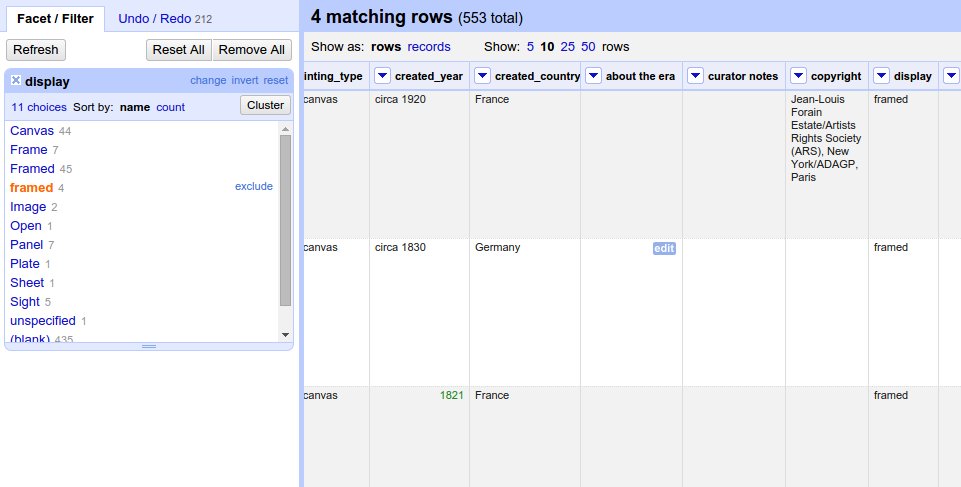 Facet / Filter Undo / Redo 212
Refresh Reset All Remove All
display change invert reset
11 choices Sort by: name count Cluster
Canvas 44
Frame 7
Framed 45
framed 4 exclude
Image 2
Open 1
Panel 7
Plate 1
Sheet 1
Sight 5
unspecified 1
(blank) 435
4 matching rows (553 total)
Show as: rows records Show: 5 10 25 50 rows
inting_type created_year created_country about the era curator notes copyright display
canvas circa 1920 France Jean-Louis framed
Forain
Estate/Artists
Rights Society
(ARS), New
York/ADAGP,
Paris
canvas circa 1830 Germany edit framed
canvas 1821 France framed